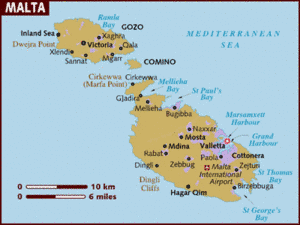 MALTA
Ramla
Bay
GOZO
Inland Sea
Xaghra
Dwejra Point
Victoria
Qala
Xlendi
Mgarr
Sannat
COMINO
MEDITERRANEAN
SEA
Cirkewwa
(Marfa Point)
Cirkewwa
Mellieha
Bay
St Paul's
Bay
Mellieha
Bugibba
Marsamxett
Harbour
Naxxar
Grand
Harbour
Mosta
Valletta
Mdina
Rabat
Paola
Cottonera
Zebbug
Zejtun
St Thomas
Bay
Dingli
Malta
International
Airport
Dingli
Cliffs
Birzebbuga
Hagar Qim
St George's
Bay
0
10 km
0
6 miles